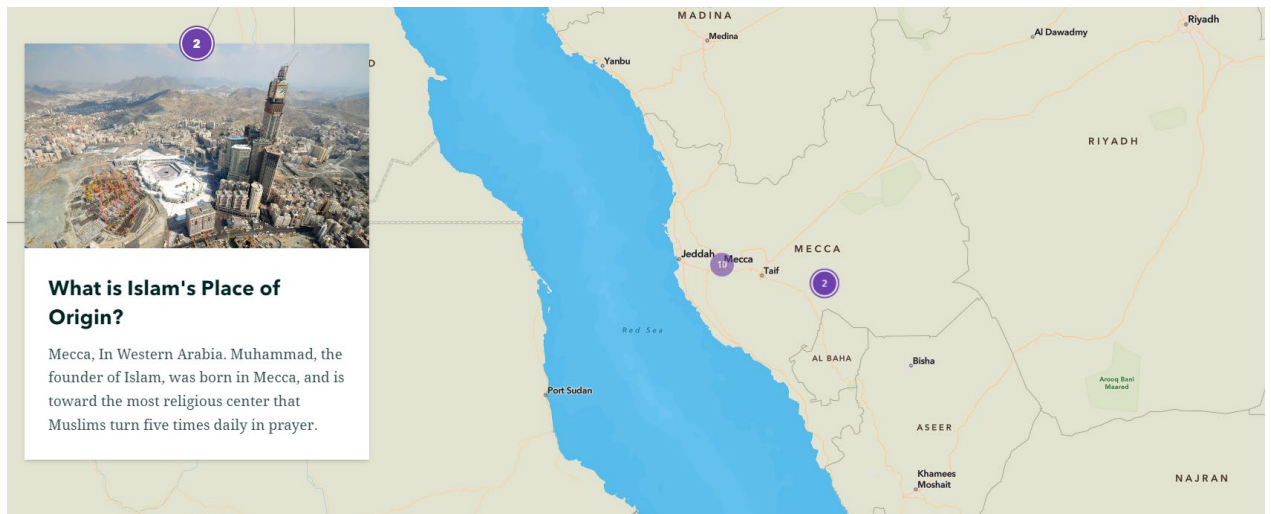 2
What is Islam's Place of
Origin?
Mecca, In Western Arabia. Muhammad, the
founder of Islam, was born in Mecca, and is
toward the most religious center that
Muslims turn five times daily in prayer.
D
MADINA
Medina
Yanbu
Al Dawadmy
Riyadh
RIYADH
MECCA
Jeddah
10
Mecca
Taif
2
Red Sea
AL BAHA
Bisha
Arooq Bani
Maarod
Port Sudan
ASEER
Khamees
Moshait
NAJRAN